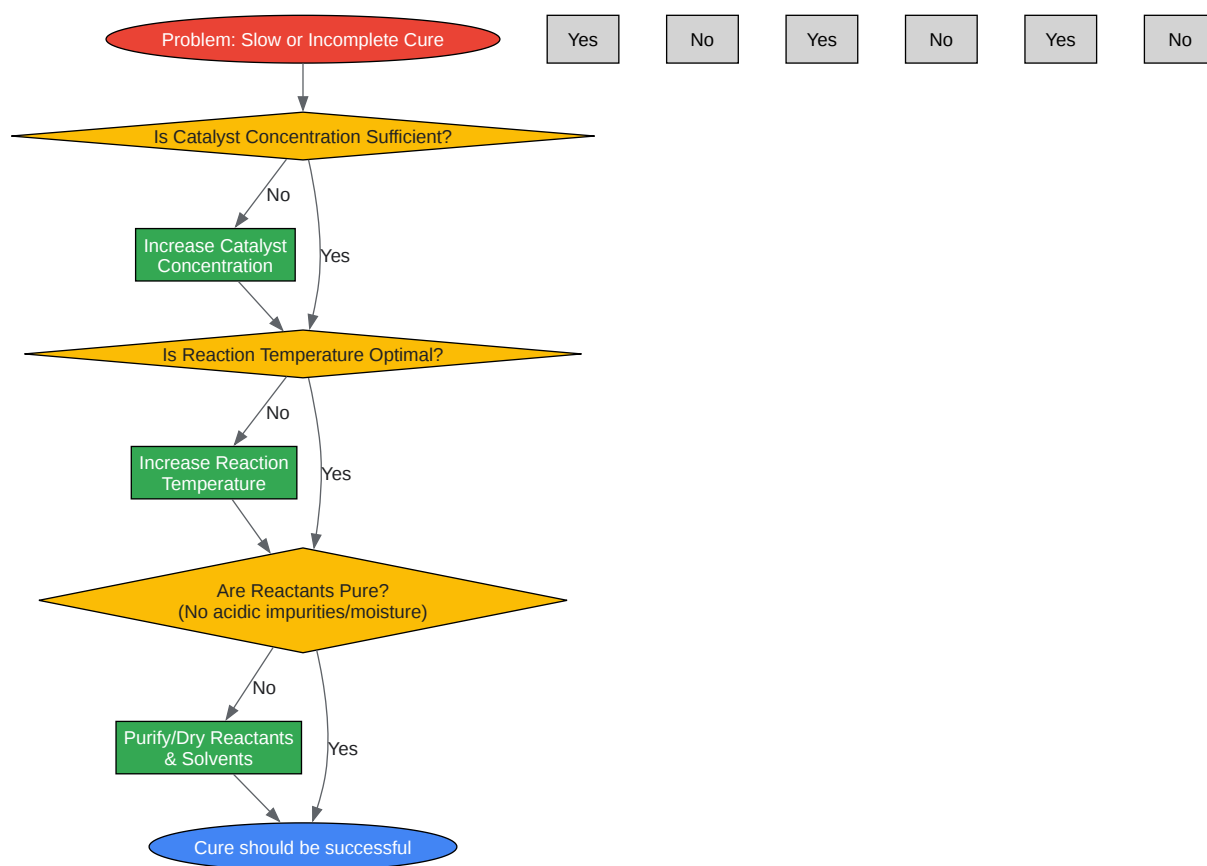 Problem: Slow or Incomplete Cure
Yes
No
Yes
No
Yes
No
Is Catalyst Concentration Sufficient?
No
Increase Catalyst
Concentration
Yes
Is Reaction Temperature Optimal?
No
Increase Reaction
Temperature
Yes
Are Reactants Pure?
(No acidic impurities/moisture)
No
Purify/Dry Reactants
& Solvents
Yes
Cure should be successful